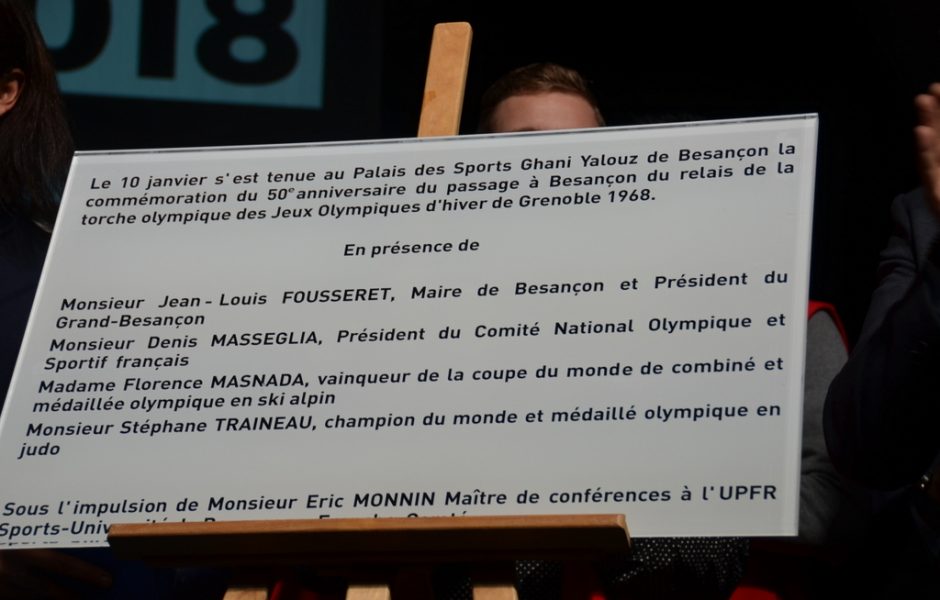 018
Le 10 janvier s'est tenue au Palais des Sports Ghani Yalouz de Besançon la
commémoration du 50e anniversaire du passage à Besançon du relais de la
torche olympique des Jeux Olympiques d'hiver de Grenoble 1968.
En présence de
Monsieur Jean-Louis FOUSSERET, Maire de Besançon et Président du
Grand-Besançon
Monsieur Denis MASSEGLIA, Président du Comité National Olympique et
Sportif français
Madame Florence MASNADA, vainqueur de la coupe du monde de combiné et
médaillée olympique en ski alpin
Monsieur Stéphane TRAINEAU, champion du monde et médaillé olympique en
judo
Sous l'impulsion de Monsieur Eric MONNIN Maître de conférences à l'UPFR
Sports-Université